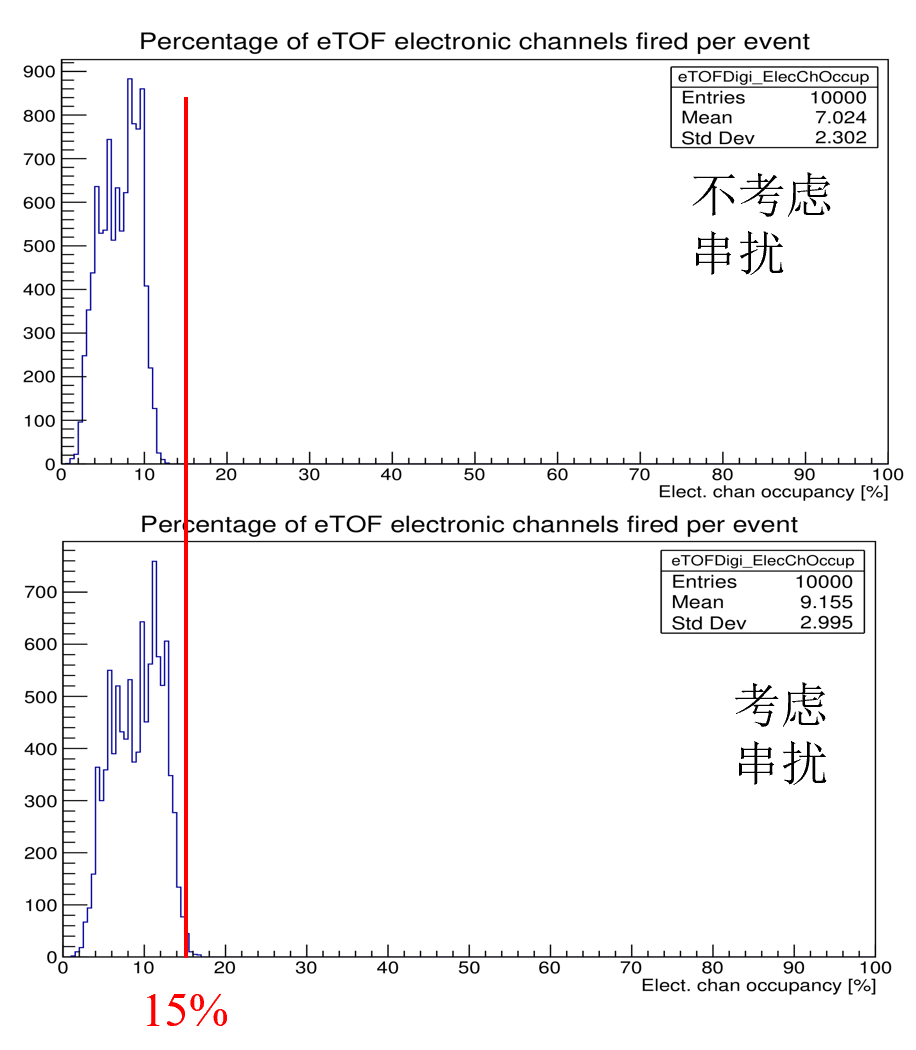 Percentage of eTOF electronic channels fired per event
eTOFDigi_ElecChOccup
Entries 10000
Mean 7.024
Std Dev 2.302
不考虑
串扰
900
800
700
600
500
400
300
200
100
0
0 10 20 30 40 50 60 70 80 90 100
Elect. chan occupancy [%]
Percentage of eTOF electronic channels fired per event
eTOFDigi_ElecChOccup
Entries 10000
Mean 9.155
Std Dev 2.995
考虑
串扰
700
600
500
400
300
200
100
0
0 10 20 30 40 50 60 70 80 90 100
Elect. chan occupancy [%]
15%